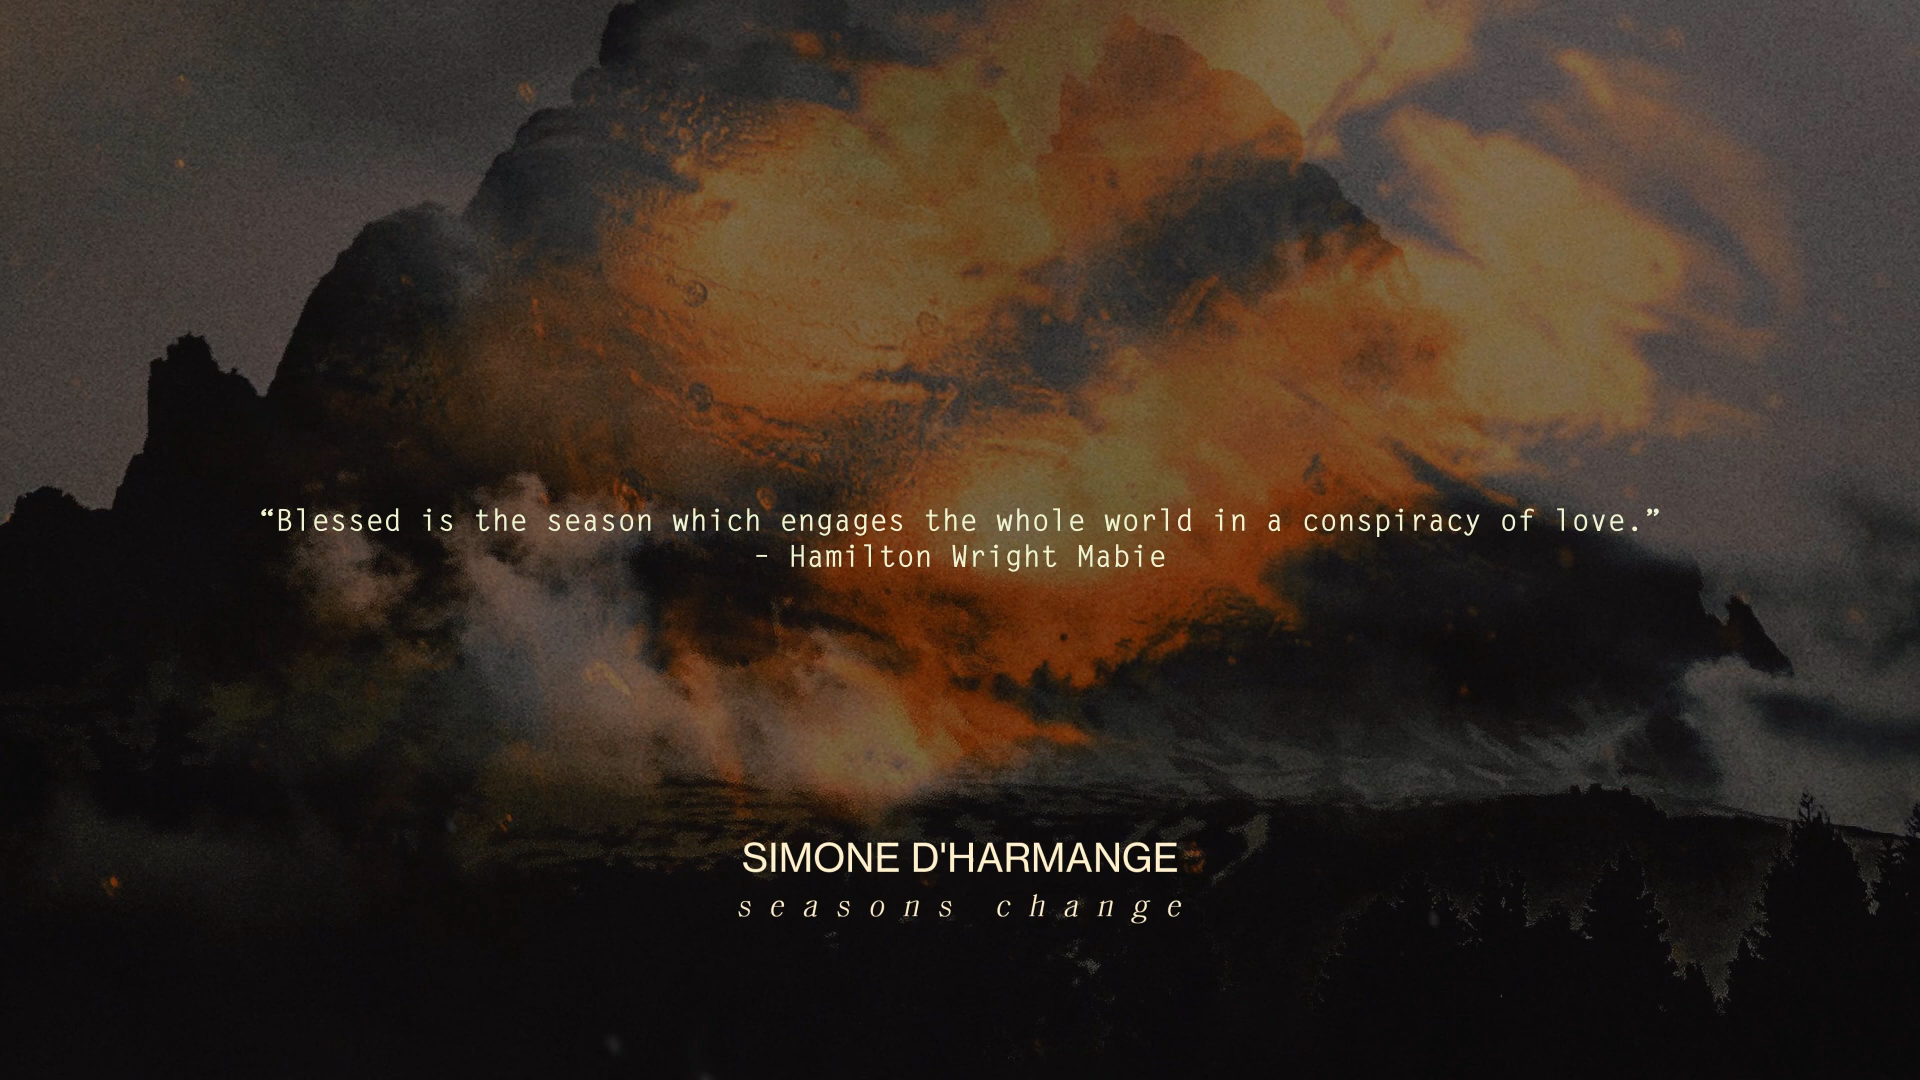 “Blessed is the season which engages the whole world in a conspiracy of love.”
– Hamilton Wright Mabie
SIMONE D'HARMANGE
seasons change